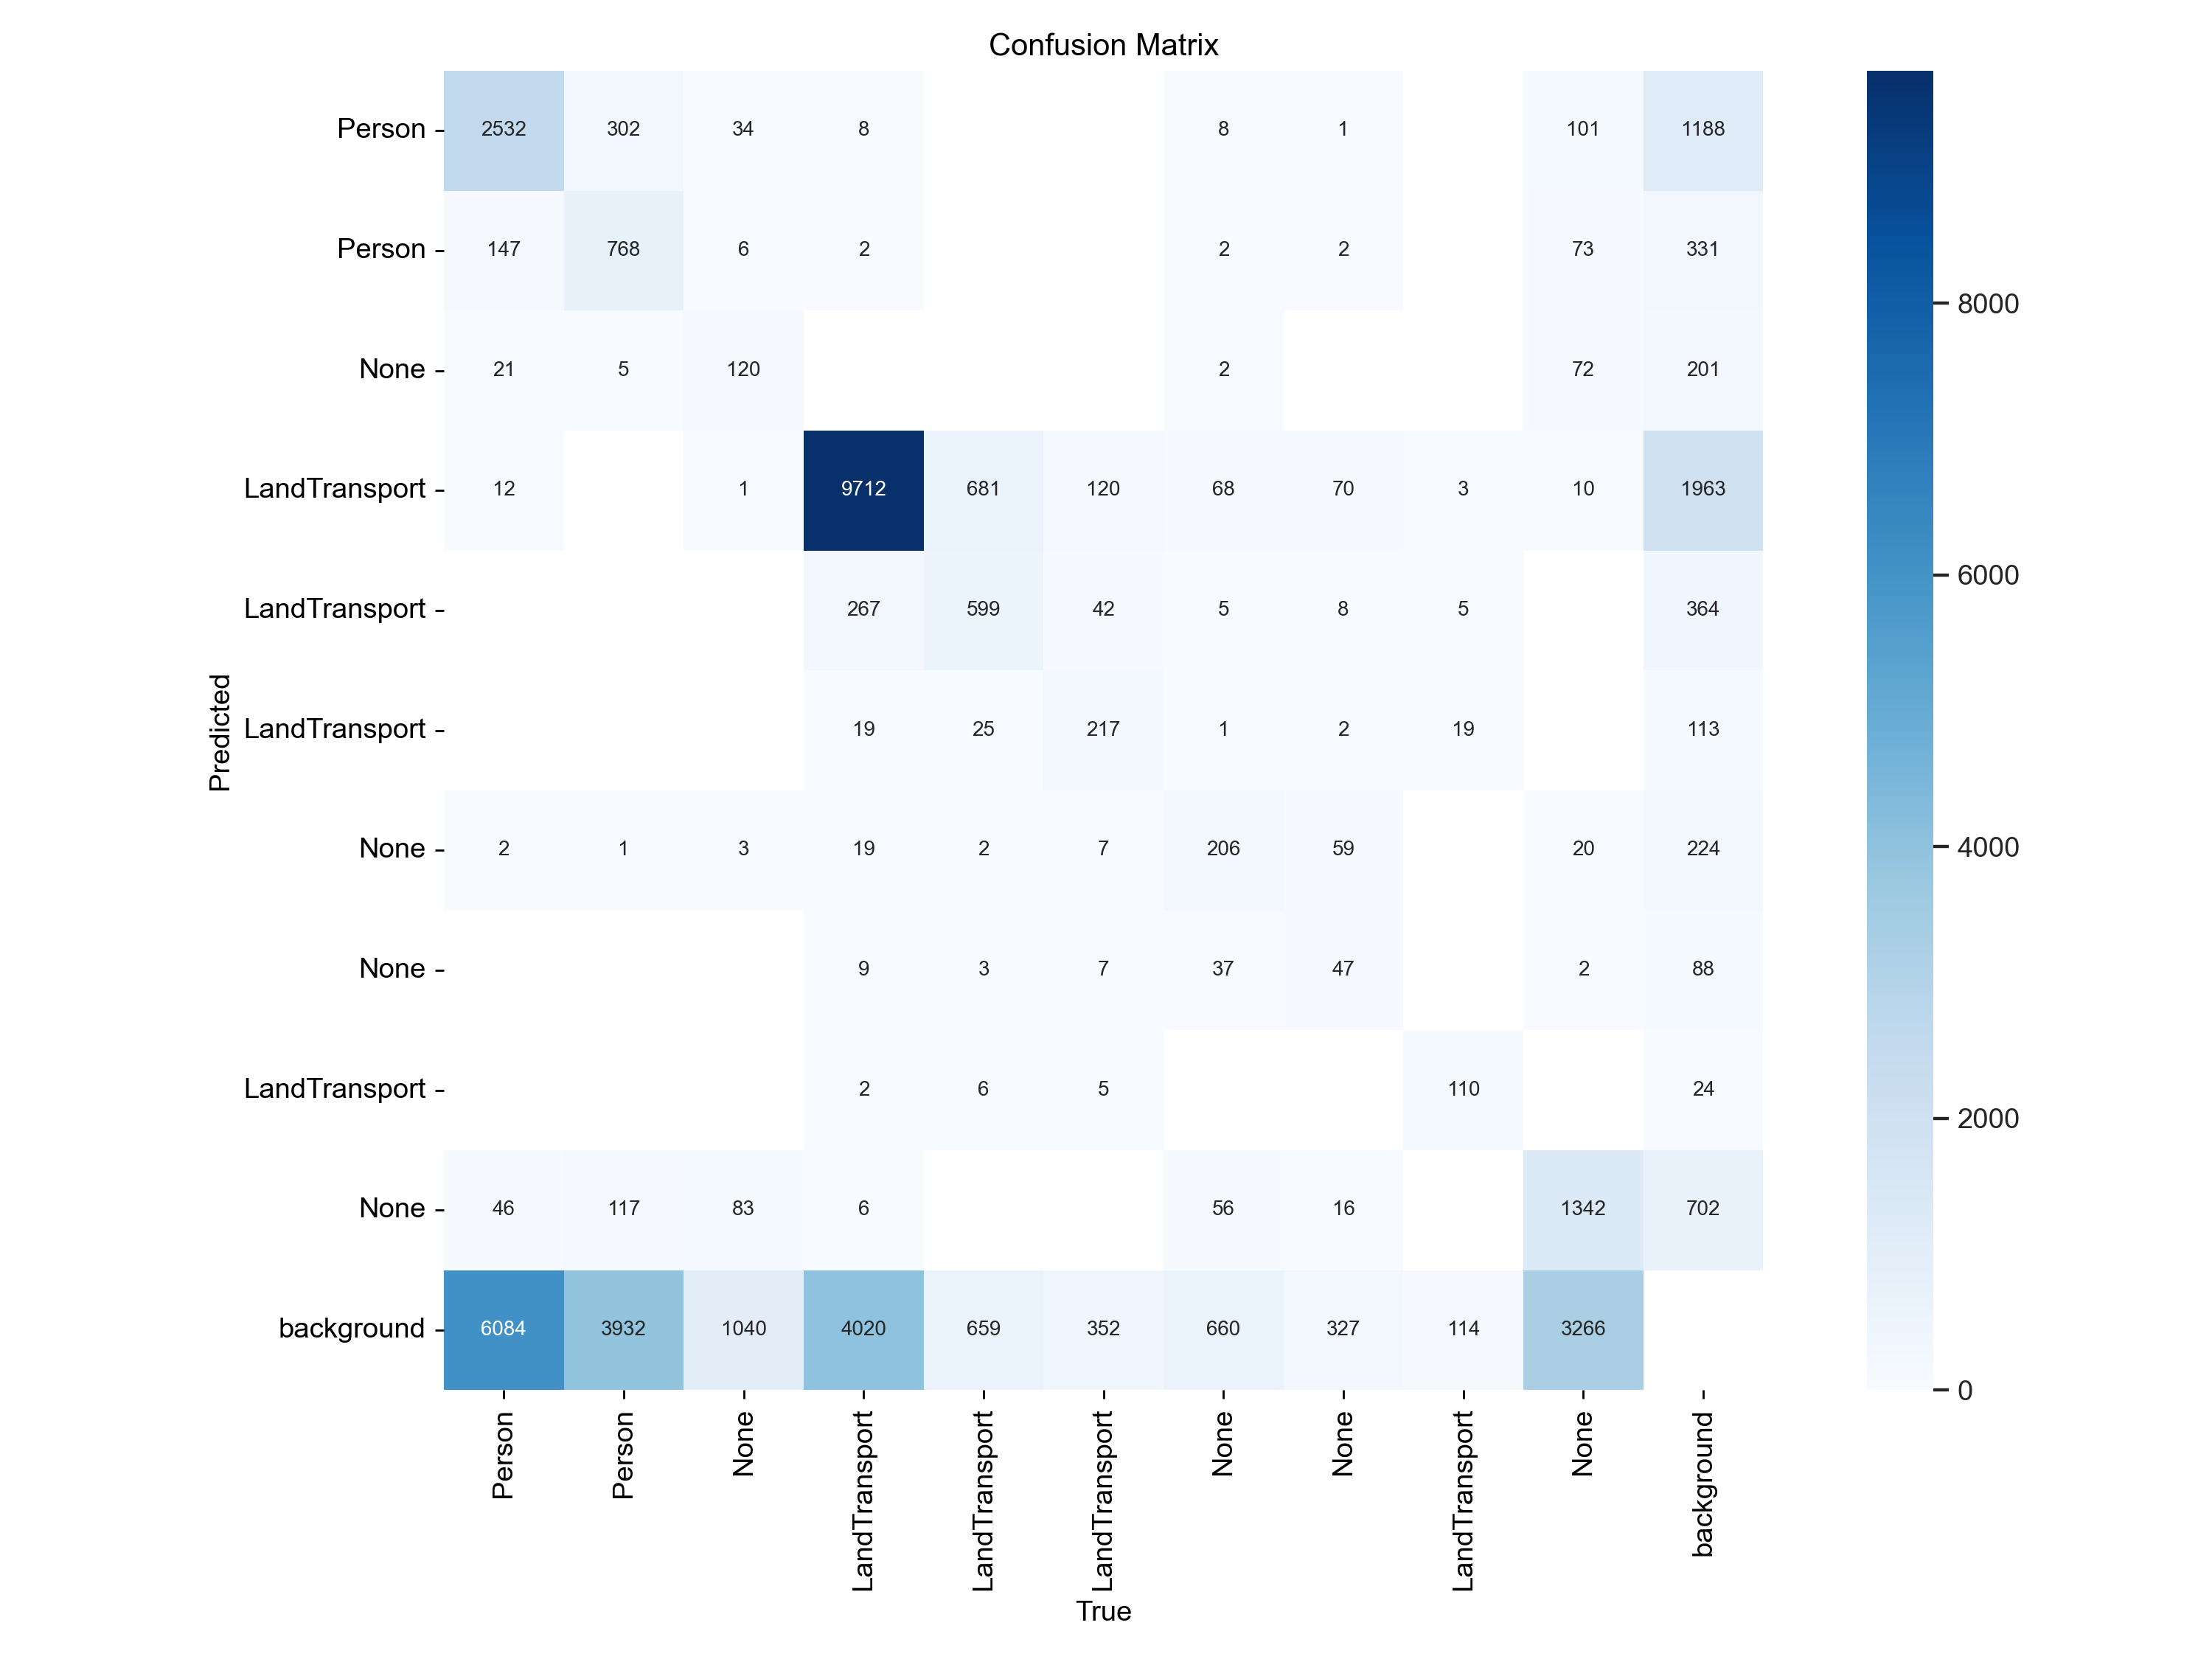 Confusion Matrix
Person 2532 302 34 8 8 1 101 1188
Person 147 768 6 2 2 2 73 331
None 21 5 120 2 72 201
LandTransport 12 1 9712 681 120 68 70 3 10 1963
LandTransport 267 599 42 5 8 5 364
LandTransport 19 25 217 1 2 19 113
None 2 1 3 19 2 7 206 59 20 224
None 9 3 7 37 47 2 88
LandTransport 2 6 5 110 24
None 46 117 83 6 56 16 1342 702
background 6084 3932 1040 4020 659 352 660 327 114 3266
Person Person None LandTransport LandTransport LandTransport None None LandTransport None background
True
Predicted
8000
6000
4000
2000
0